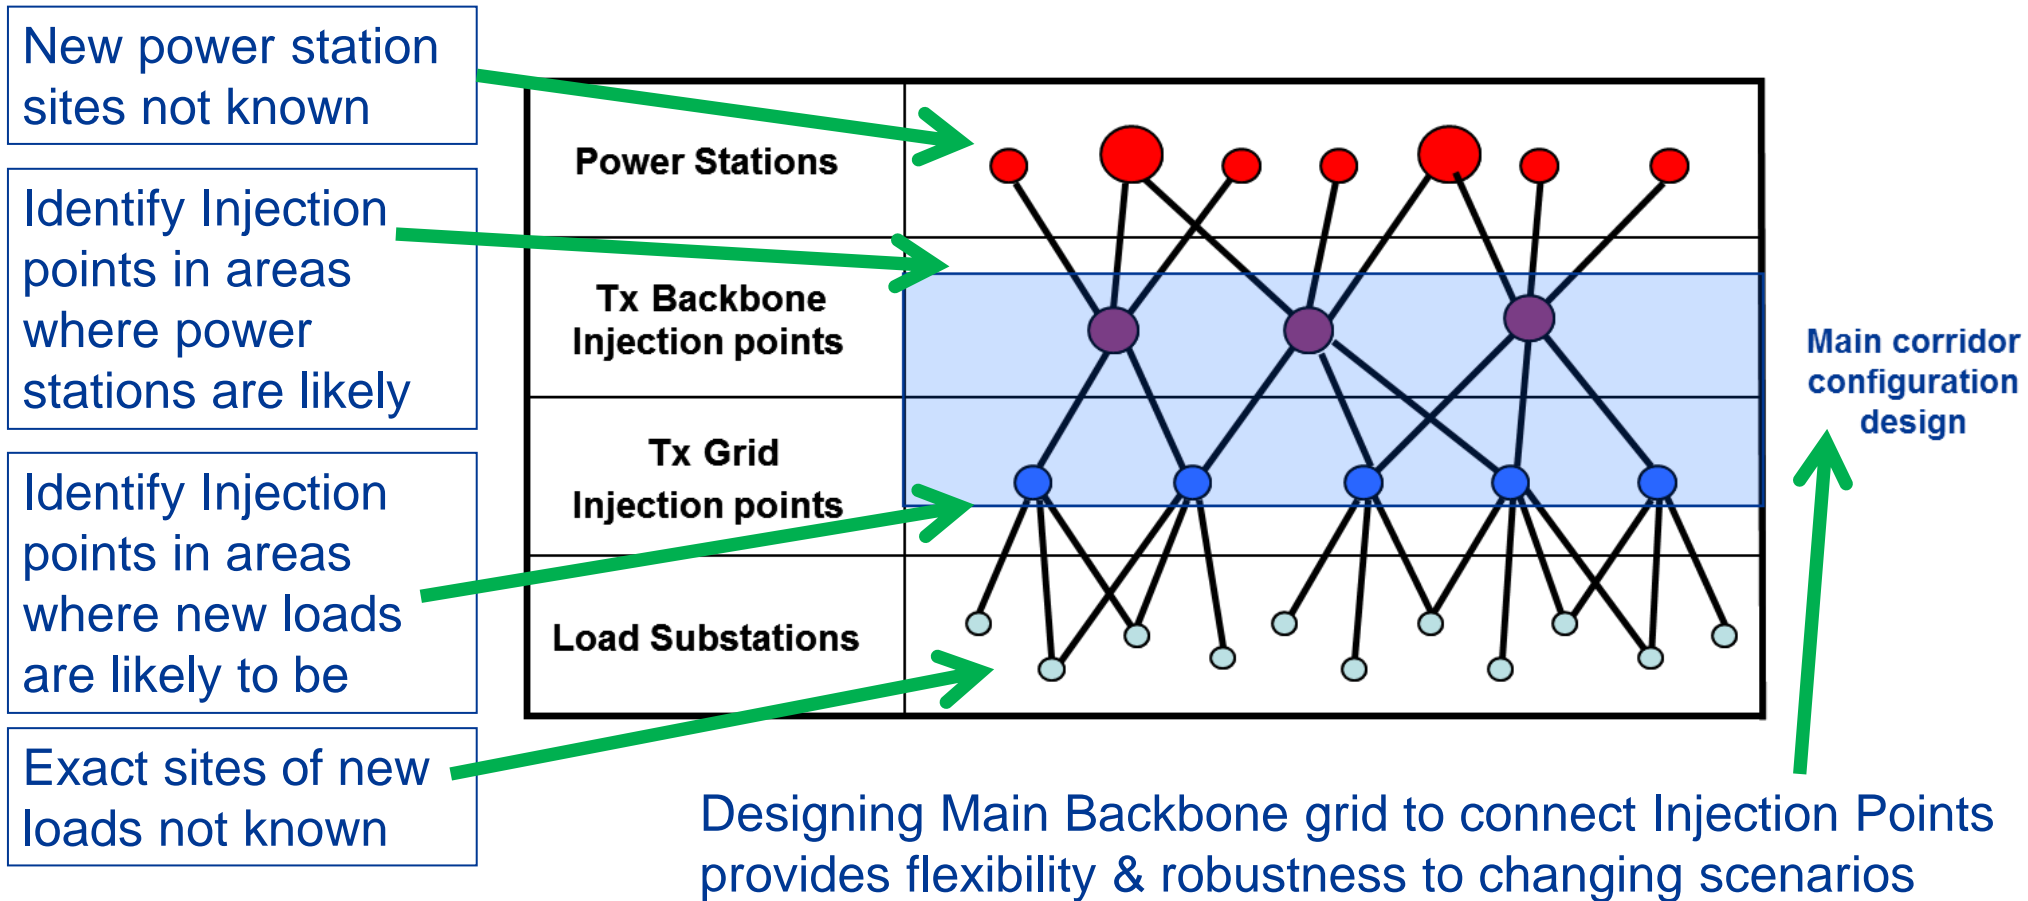 New power station
sites not known
Identify Injection
points in areas
where power
stations are likely
Identify Injection
points in areas
where new loads
are likely to be
Exact sites of new
loads not known
Power Stations
Tx Backbone
Injection points
Tx Grid
Injection points
Load Substations
Main corridor
configuration
design
Designing Main Backbone grid to connect Injection Points
provides flexibility & robustness to changing scenarios